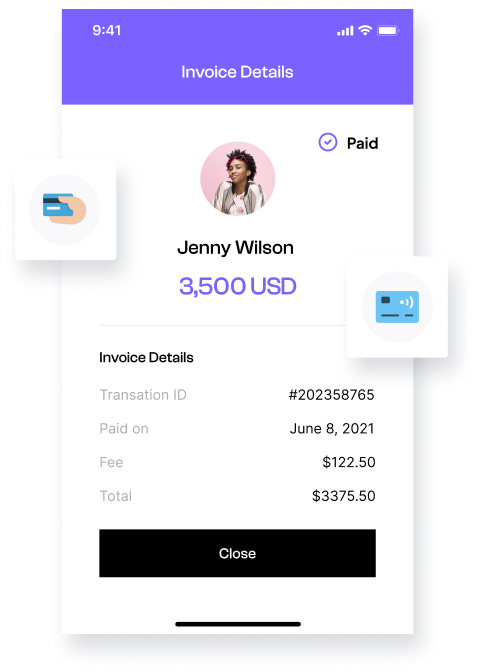 9:41
Invoice Details
Paid
Jenny Wilson
3,500 USD
Invoice Details
Transation ID #202358765
Paid on June 8, 2021
Fee $122.50
Total $3375.50
Close